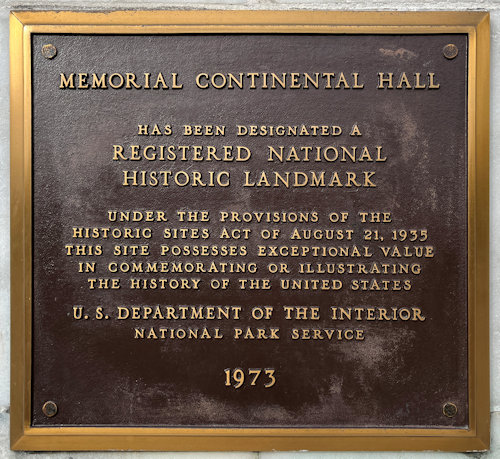 MEMORIAL CONTINENTAL HALL
HAS BEEN DESIGNATED A
REGISTERED NATIONAL
HISTORIC LANDMARK
UNDER THE PROVISIONS OF THE
HISTORIC SITES ACT OF AUGUST 21, 1935
THIS SITE POSSESSES EXCEPTIONAL VALUE
IN COMMEMORATING OR ILLUSTRATING
THE HISTORY OF THE UNITED STATES
U. S. DEPARTMENT OF THE INTERIOR
NATIONAL PARK SERVICE
1973